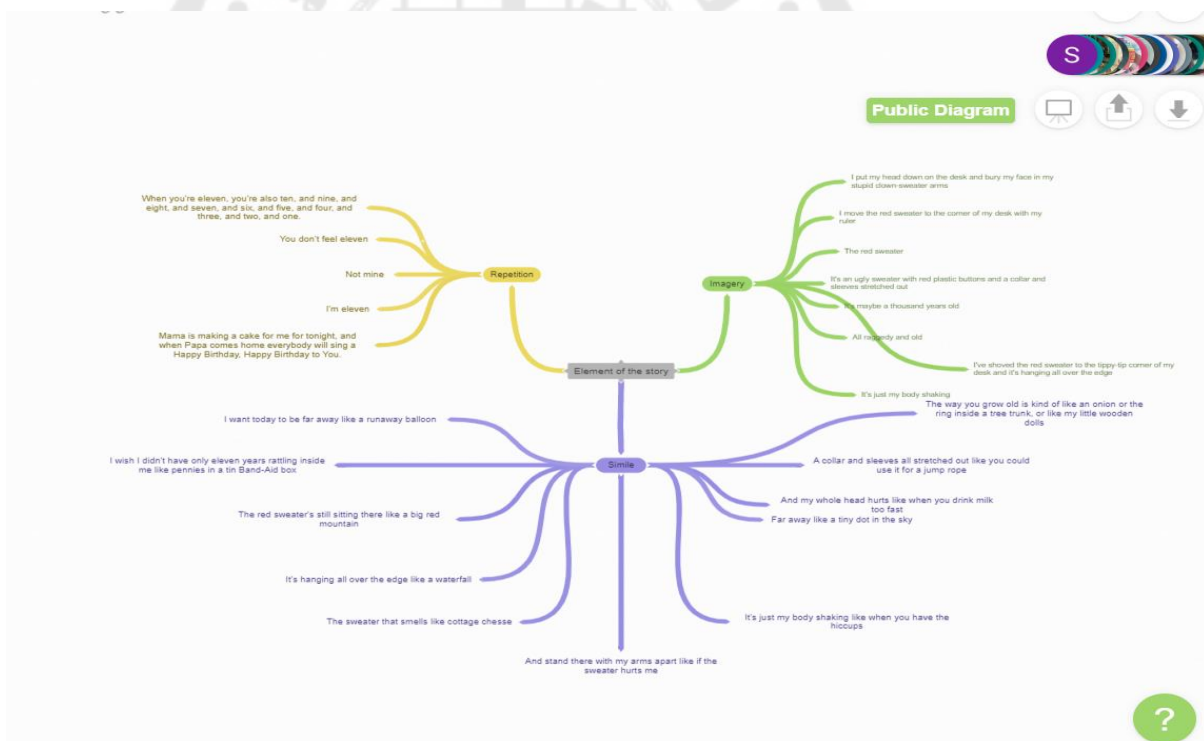 S
Public Diagram
When you're eleven, you're also ten, and nine, and
eight, and seven, and six, and five, and four, and
three, and two, and one.
You don't feel eleven
Not mine
I'm eleven
Mama is making a cake for me for tonight, and
when Papa comes home everybody will sing a
Happy Birthday, Happy Birthday to You.
Repetition
Imagery
I put my head down on the desk and bury my face in my
stupid clown-sweater arms
I move the red sweater to the corner of my desk with my
ruler
The red sweater
It's an ugly sweater with red plastic buttons and a collar and
sleeves stretched out
It's maybe a thousand years old
All raggedy and old
I've shoved the red sweater to the tippy-tip corner of my
desk and it's hanging all over the edge
It's just my body shaking
Element of the story
Simile
I want today to be far away like a runaway balloon
I wish I didn't have only eleven years rattling inside
me like pennies in a tin Band-Aid box
The red sweater's still sitting there like a big red
mountain
It's hanging all over the edge like a waterfall
The sweater that smells like cottage chesse
And stand there with my arms apart like if the
sweater hurts me
The way you grow old is kind of like an onion or the
ring inside a tree trunk, or like my little wooden
dolls
A collar and sleeves all stretched out like you could
use it for a jump rope
And my whole head hurts like when you drink milk
too fast
Far away like a tiny dot in the sky
It's just my body shaking like when you have the
hiccups
?